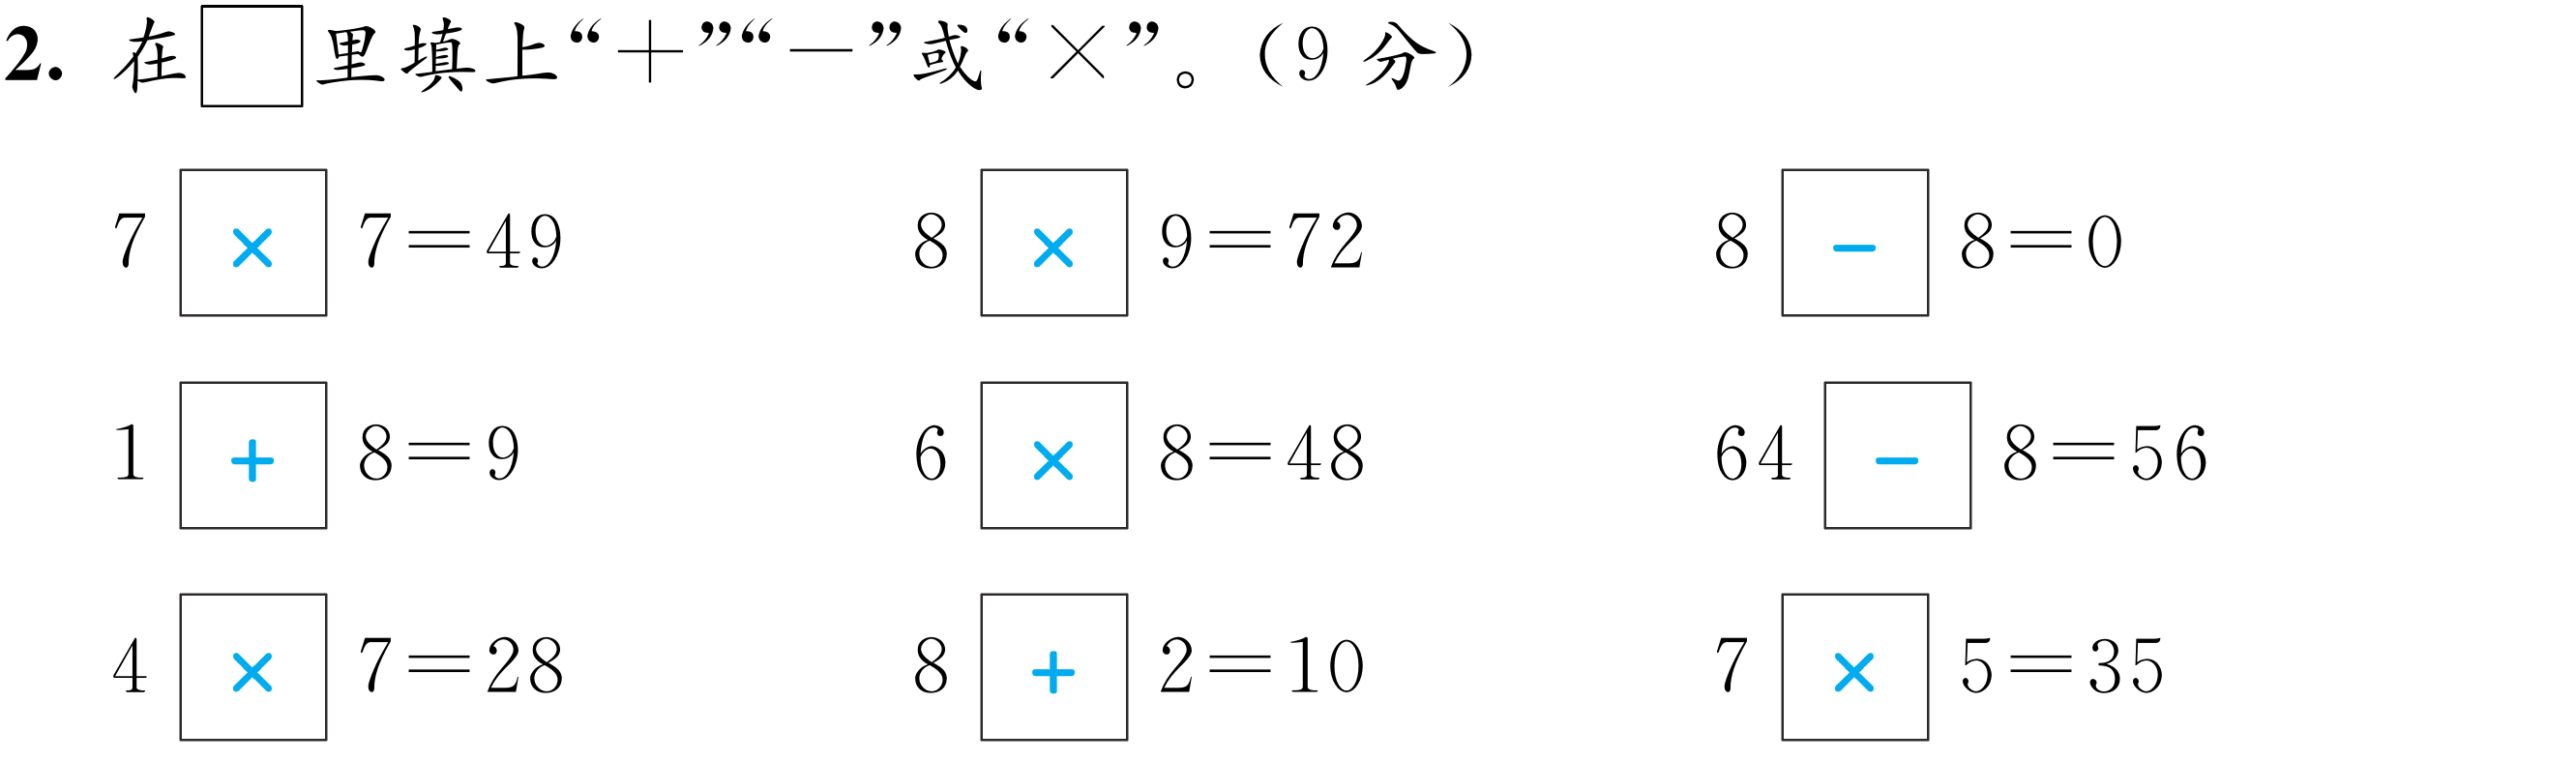 2. 在□里填上“＋”“－”或“×”。(9 分)
7 × 7=49 8 × 9=72 8 - 8=0
1 + 8=9 6 × 8=48 64 - 8=56
4 × 7=28 8 + 2=10 7 × 5=35